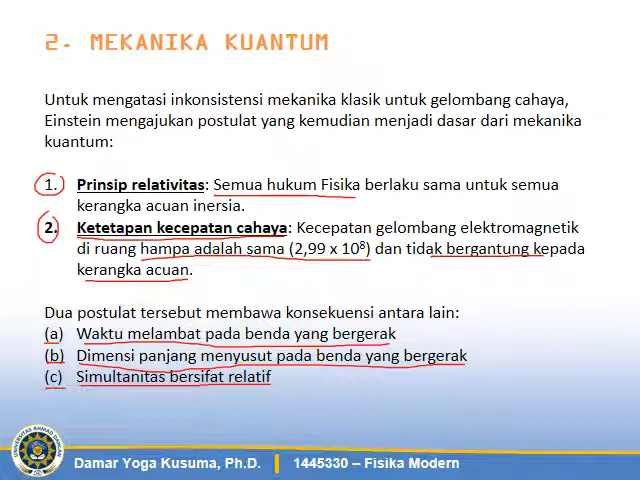 2. MEKANIKA KUANTUM
Untuk mengatasi inkonsistensi mekanika klasik untuk gelombang cahaya,
Einstein mengajukan postulat yang kemudian menjadi dasar dari mekanika
kuantum:
1. Prinsip relativitas: Semua hukum Fisika berlaku sama untuk semua
kerangka acuan inersia.
2. Ketetapan kecepatan cahaya: Kecepatan gelombang elektromagnetik
di ruang hampa adalah sama (2,99 x 10⁸) dan tidak bergantung kepada
kerangka acuan.
Dua postulat tersebut membawa konsekuensi antara lain:
(a) Waktu melambat pada benda yang bergerak
(b) Dimensi panjang menyusut pada benda yang bergerak
(c) Simultanitas bersifat relatif
UNIVERSITAS AHMAD DAHLAN
Damar Yoga Kusuma, Ph.D. | 1445330 – Fisika Modern